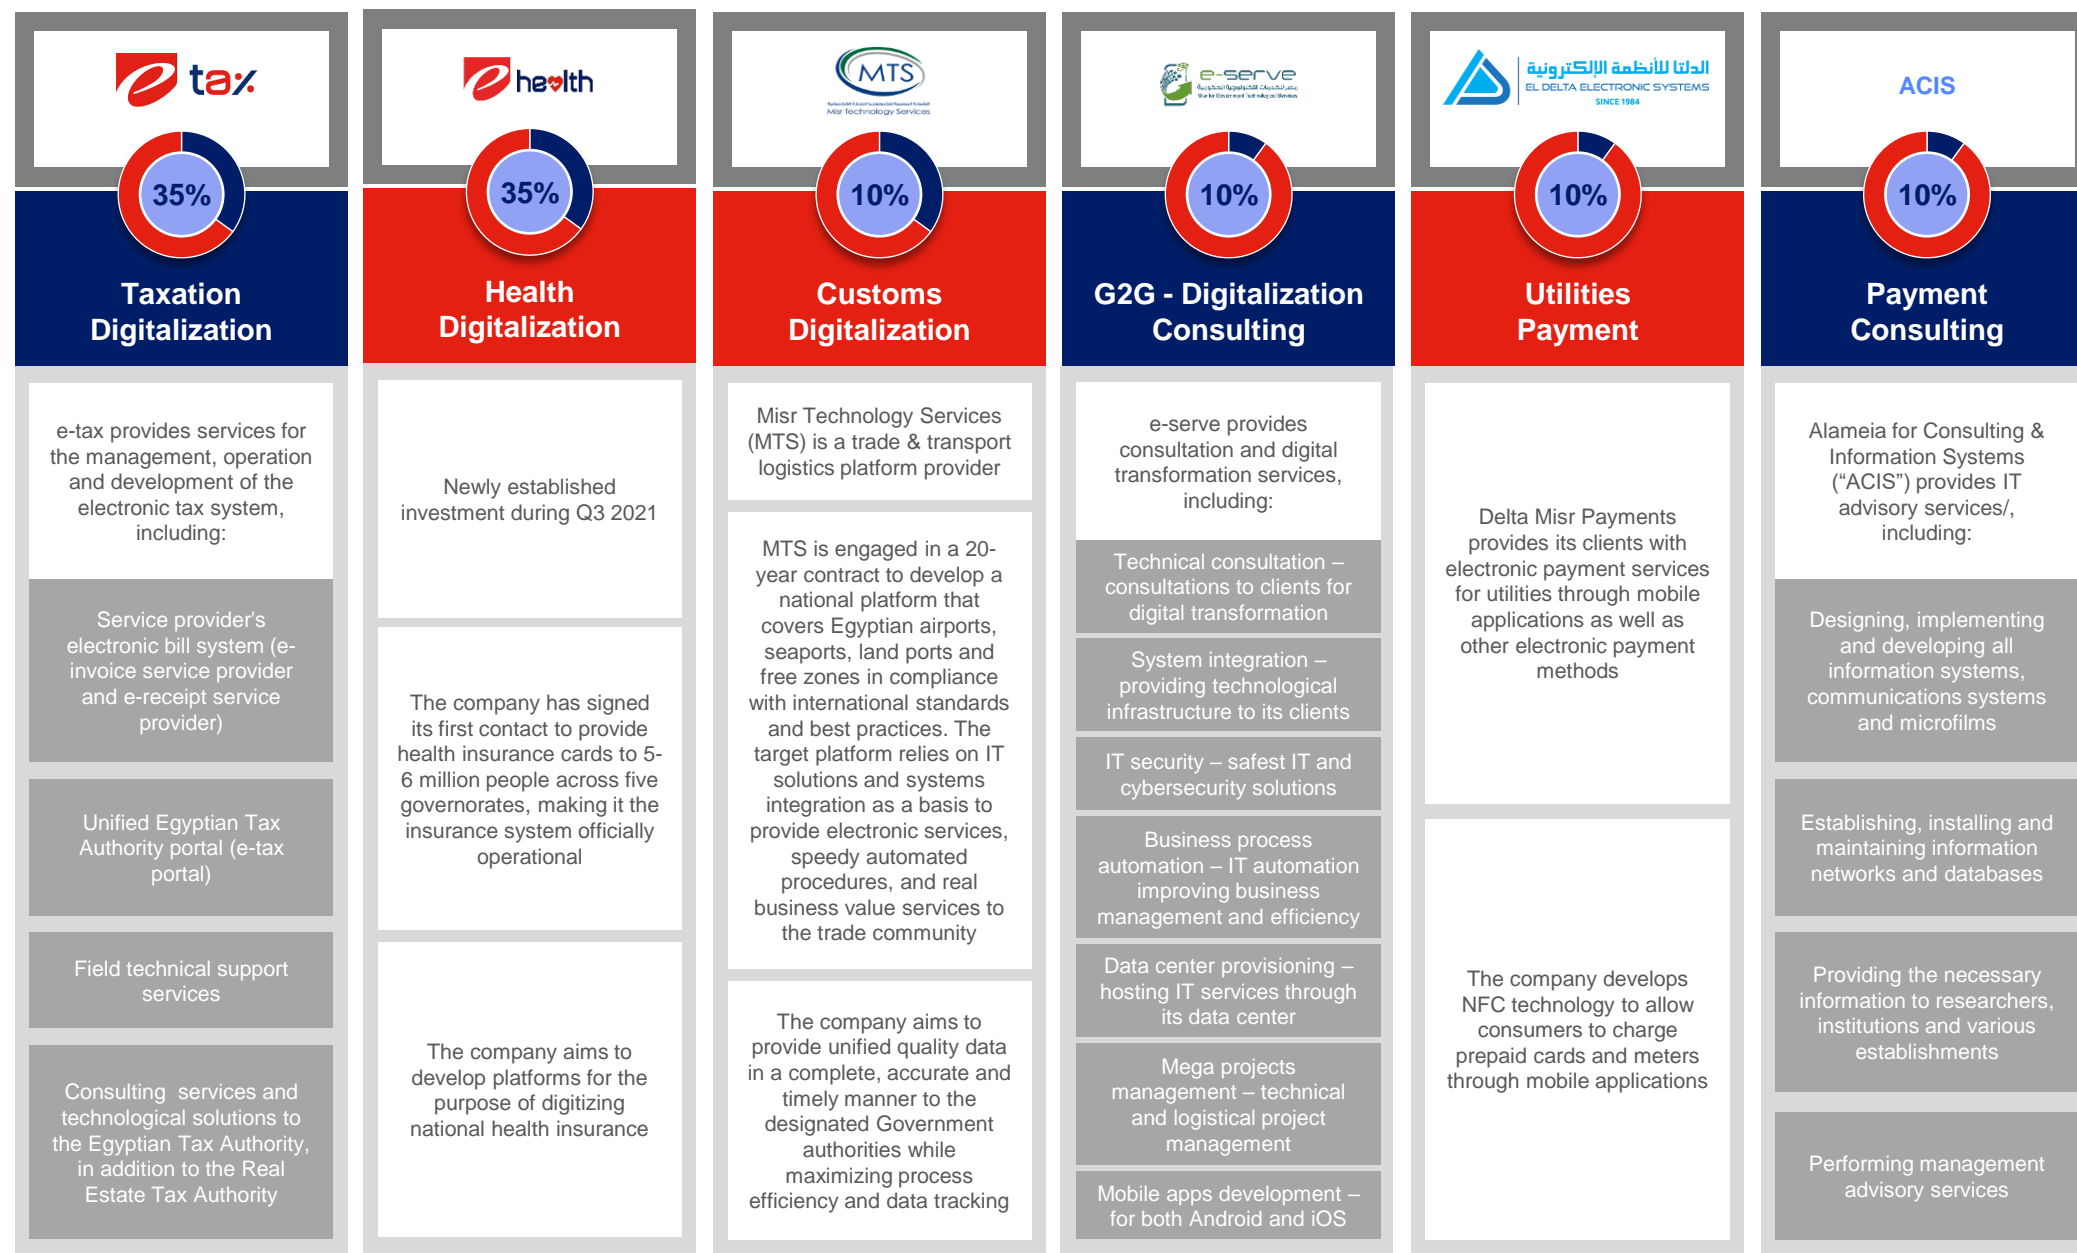 e tax
35%
Taxation
Digitalization
e-tax provides services for
the management, operation
and development of the
electronic tax system,
including:
Service provider's
electronic bill system (e-
invoice service provider
and e-receipt service
provider)
Unified Egyptian Tax
Authority portal (e-tax
portal)
Field technical support
services
Consulting services and
technological solutions to
the Egyptian Tax Authority,
in addition to the Real
Estate Tax Authority
e health
35%
Health
Digitalization
Newly established
investment during Q3 2021
The company has signed
its first contact to provide
health insurance cards to 5-
6 million people across five
governorates, making it the
insurance system officially
operational
The company aims to
develop platforms for the
purpose of digitizing
national health insurance
MTS
Misr Technology Services
10%
Customs
Digitalization
Misr Technology Services
(MTS) is a trade & transport
logistics platform provider
MTS is engaged in a 20-
year contract to develop a
national platform that
covers Egyptian airports,
seaports, land ports and
free zones in compliance
with international standards
and best practices. The
target platform relies on IT
solutions and systems
integration as a basis to
provide electronic services,
speedy automated
procedures, and real
business value services to
the trade community
The company aims to
provide unified quality data
in a complete, accurate and
timely manner to the
designated Government
authorities while
maximizing process
efficiency and data tracking
e-serve
مصر للخدمات التكنولوجية الحكومية
Misr for Government Technological Services
10%
G2G - Digitalization
Consulting
e-serve provides
consultation and digital
transformation services,
including:
Technical consultation –
consultations to clients for
digital transformation
System integration –
providing technological
infrastructure to its clients
IT security – safest IT and
cybersecurity solutions
Business process
automation – IT automation
improving business
management and efficiency
Data center provisioning –
hosting IT services through
its data center
Mega projects
management – technical
and logistical project
management
Mobile apps development –
for both Android and iOS
الدلتا للأنظمة الإلكترونية
EL DELTA ELECTRONIC SYSTEMS
SINCE 1984
10%
Utilities
Payment
Delta Misr Payments
provides its clients with
electronic payment services
for utilities through mobile
applications as well as
other electronic payment
methods
The company develops
NFC technology to allow
consumers to charge
prepaid cards and meters
through mobile applications
ACIS
10%
Payment
Consulting
Alameia for Consulting &
Information Systems
(“ACIS”) provides IT
advisory services/,
including:
Designing, implementing
and developing all
information systems,
communications systems
and microfilms
Establishing, installing and
maintaining information
networks and databases
Providing the necessary
information to researchers,
institutions and various
establishments
Performing management
advisory services